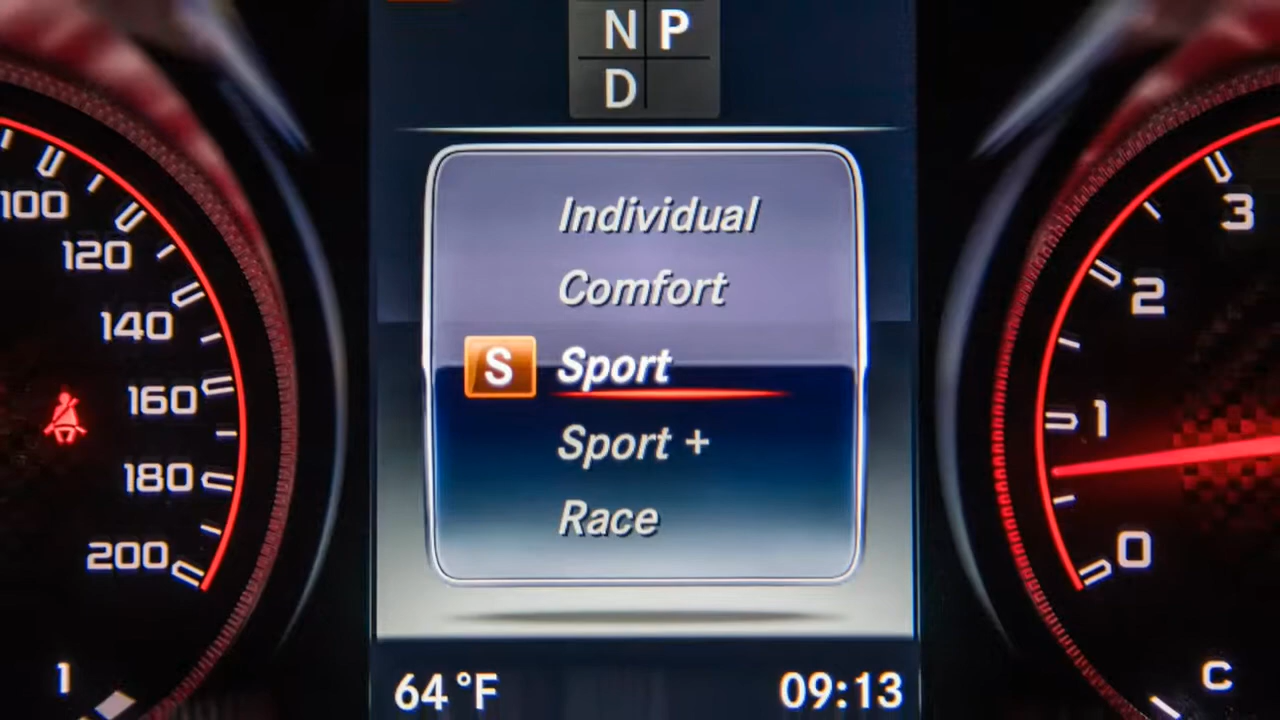 N P
D
Individual
Comfort
S Sport
Sport +
Race
64 °F 09:13
100
120
140
160
180
200
1
3
2
1
0
C